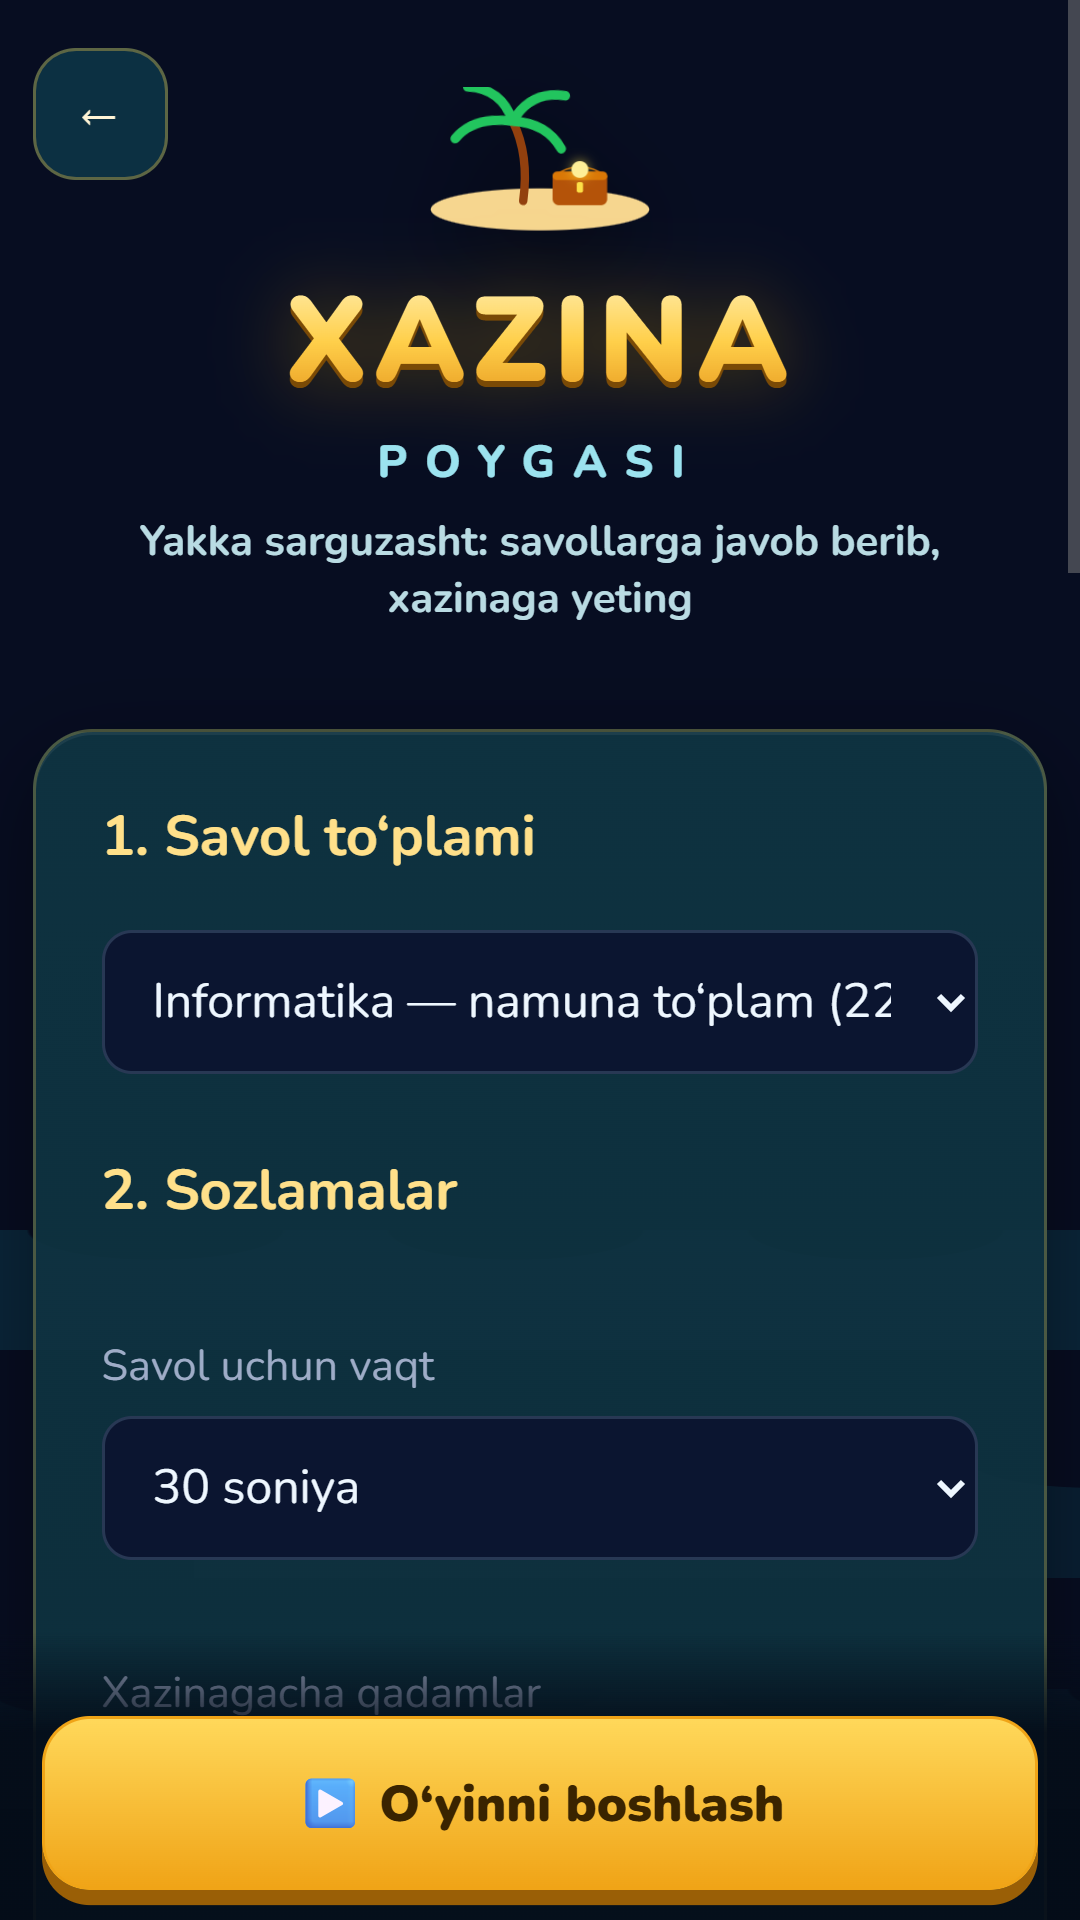 ←
XAZINA
POYGASI
Yakka sarguzasht: savollarga javob berib,
xazinaga yeting
1. Savol to‘plami
Informatika — namuna to‘plam (22
2. Sozlamalar
Savol uchun vaqt
30 soniya
Xazinagacha qadamlar
O‘yinni boshlash